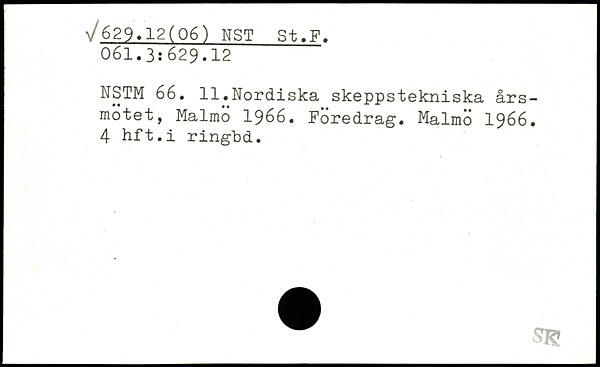 √629.12(06) NST St.F.
061.3:629.12
NSTM 66. 11.Nordiska skeppstekniska års-
mötet, Malmö 1966. Föredrag. Malmö 1966.
4 hft.i ringbd.
SK